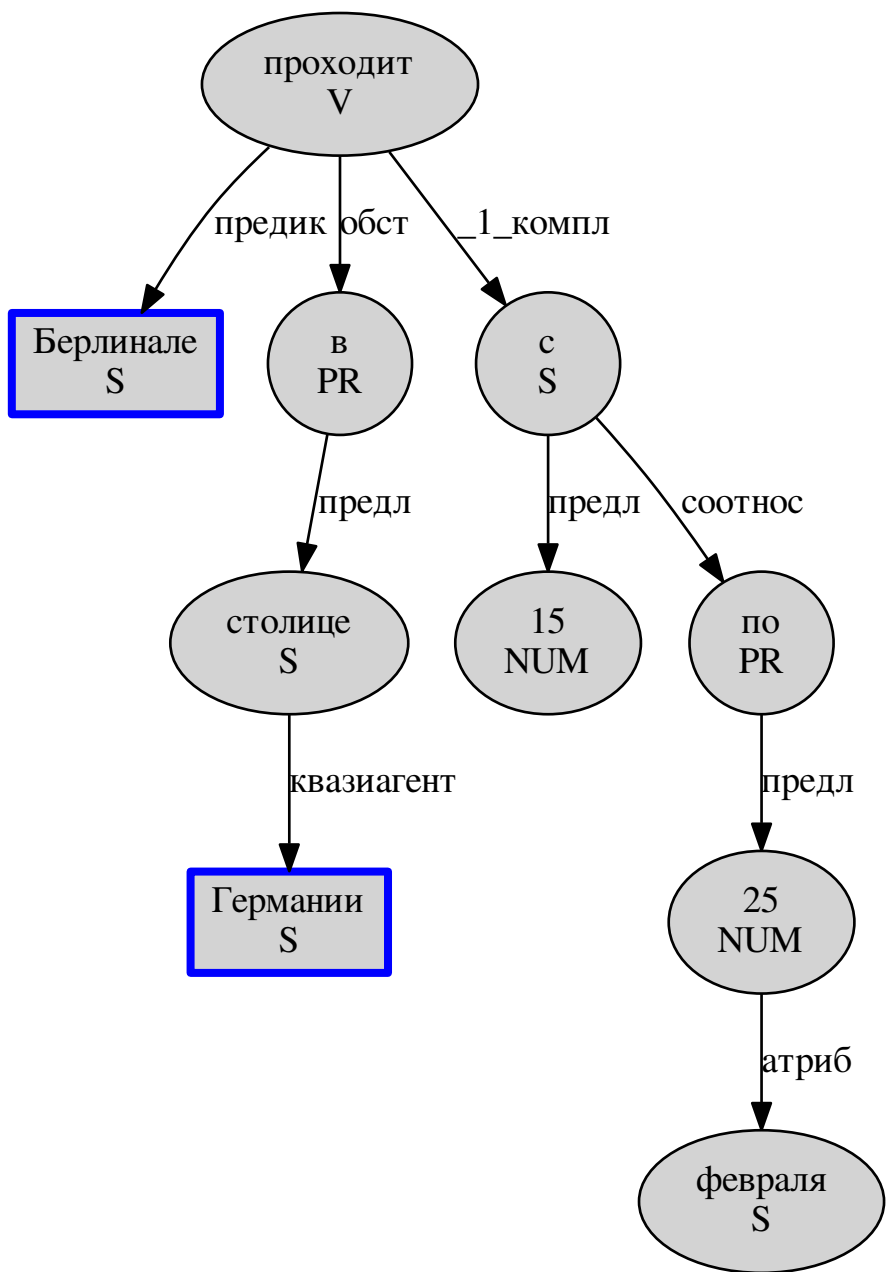 проходит
V
предик
обст
_1_компл
Берлинале
S
в
PR
с
S
предл
предл
соотнос
столице
S
15
NUM
по
PR
квазиагент
предл
Германии
S
25
NUM
атриб
февраля
S